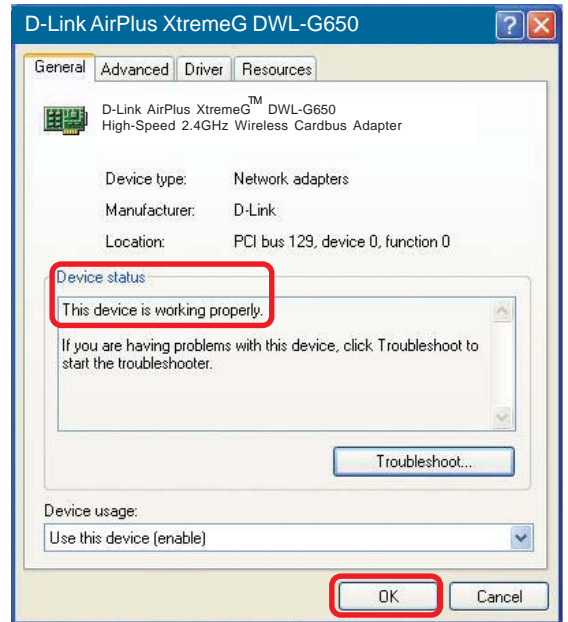 D-Link AirPlus XtremeG DWL-G650
General Advanced Driver Resources
D-Link AirPlus XtremeG™ DWL-G650
High-Speed 2.4GHz Wireless Cardbus Adapter
Device type: Network adapters
Manufacturer: D-Link
Location: PCI bus 129, device 0, function 0
Device status
This device is working properly.
If you are having problems with this device, click Troubleshoot to
start the troubleshooter.
Troubleshoot...
Device usage:
Use this device (enable)
OK Cancel